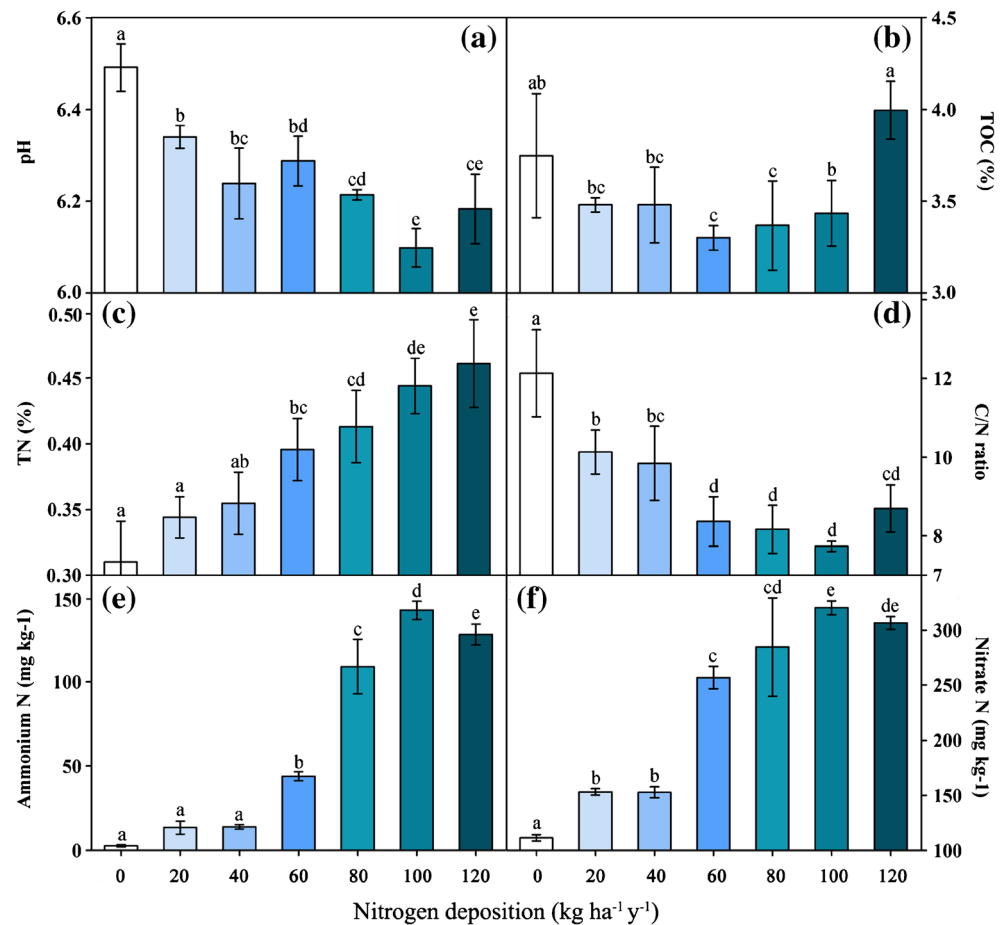 6.6
6.4
6.2
6.0
pH
(a)
a
b
bc
bd
cd
e
ce
4.5
4.0
3.5
3.0
TOC (%)
(b)
ab
bc
bc
c
c
b
a
0.50
0.45
0.40
0.35
0.30
TN (%)
(c)
a
a
ab
bc
cd
de
e
12
10
8
7
C/N ratio
(d)
a
b
bc
d
d
d
cd
150
100
50
0
Ammonium N (mg kg-1)
(e)
a
a
a
b
c
d
e
300
250
200
150
100
Nitrate N (mg kg-1)
(f)
a
b
b
c
cd
e
de
0 20 40 60 80 100 120 0 20 40 60 80 100 120
Nitrogen deposition (kg ha-1 y-1)